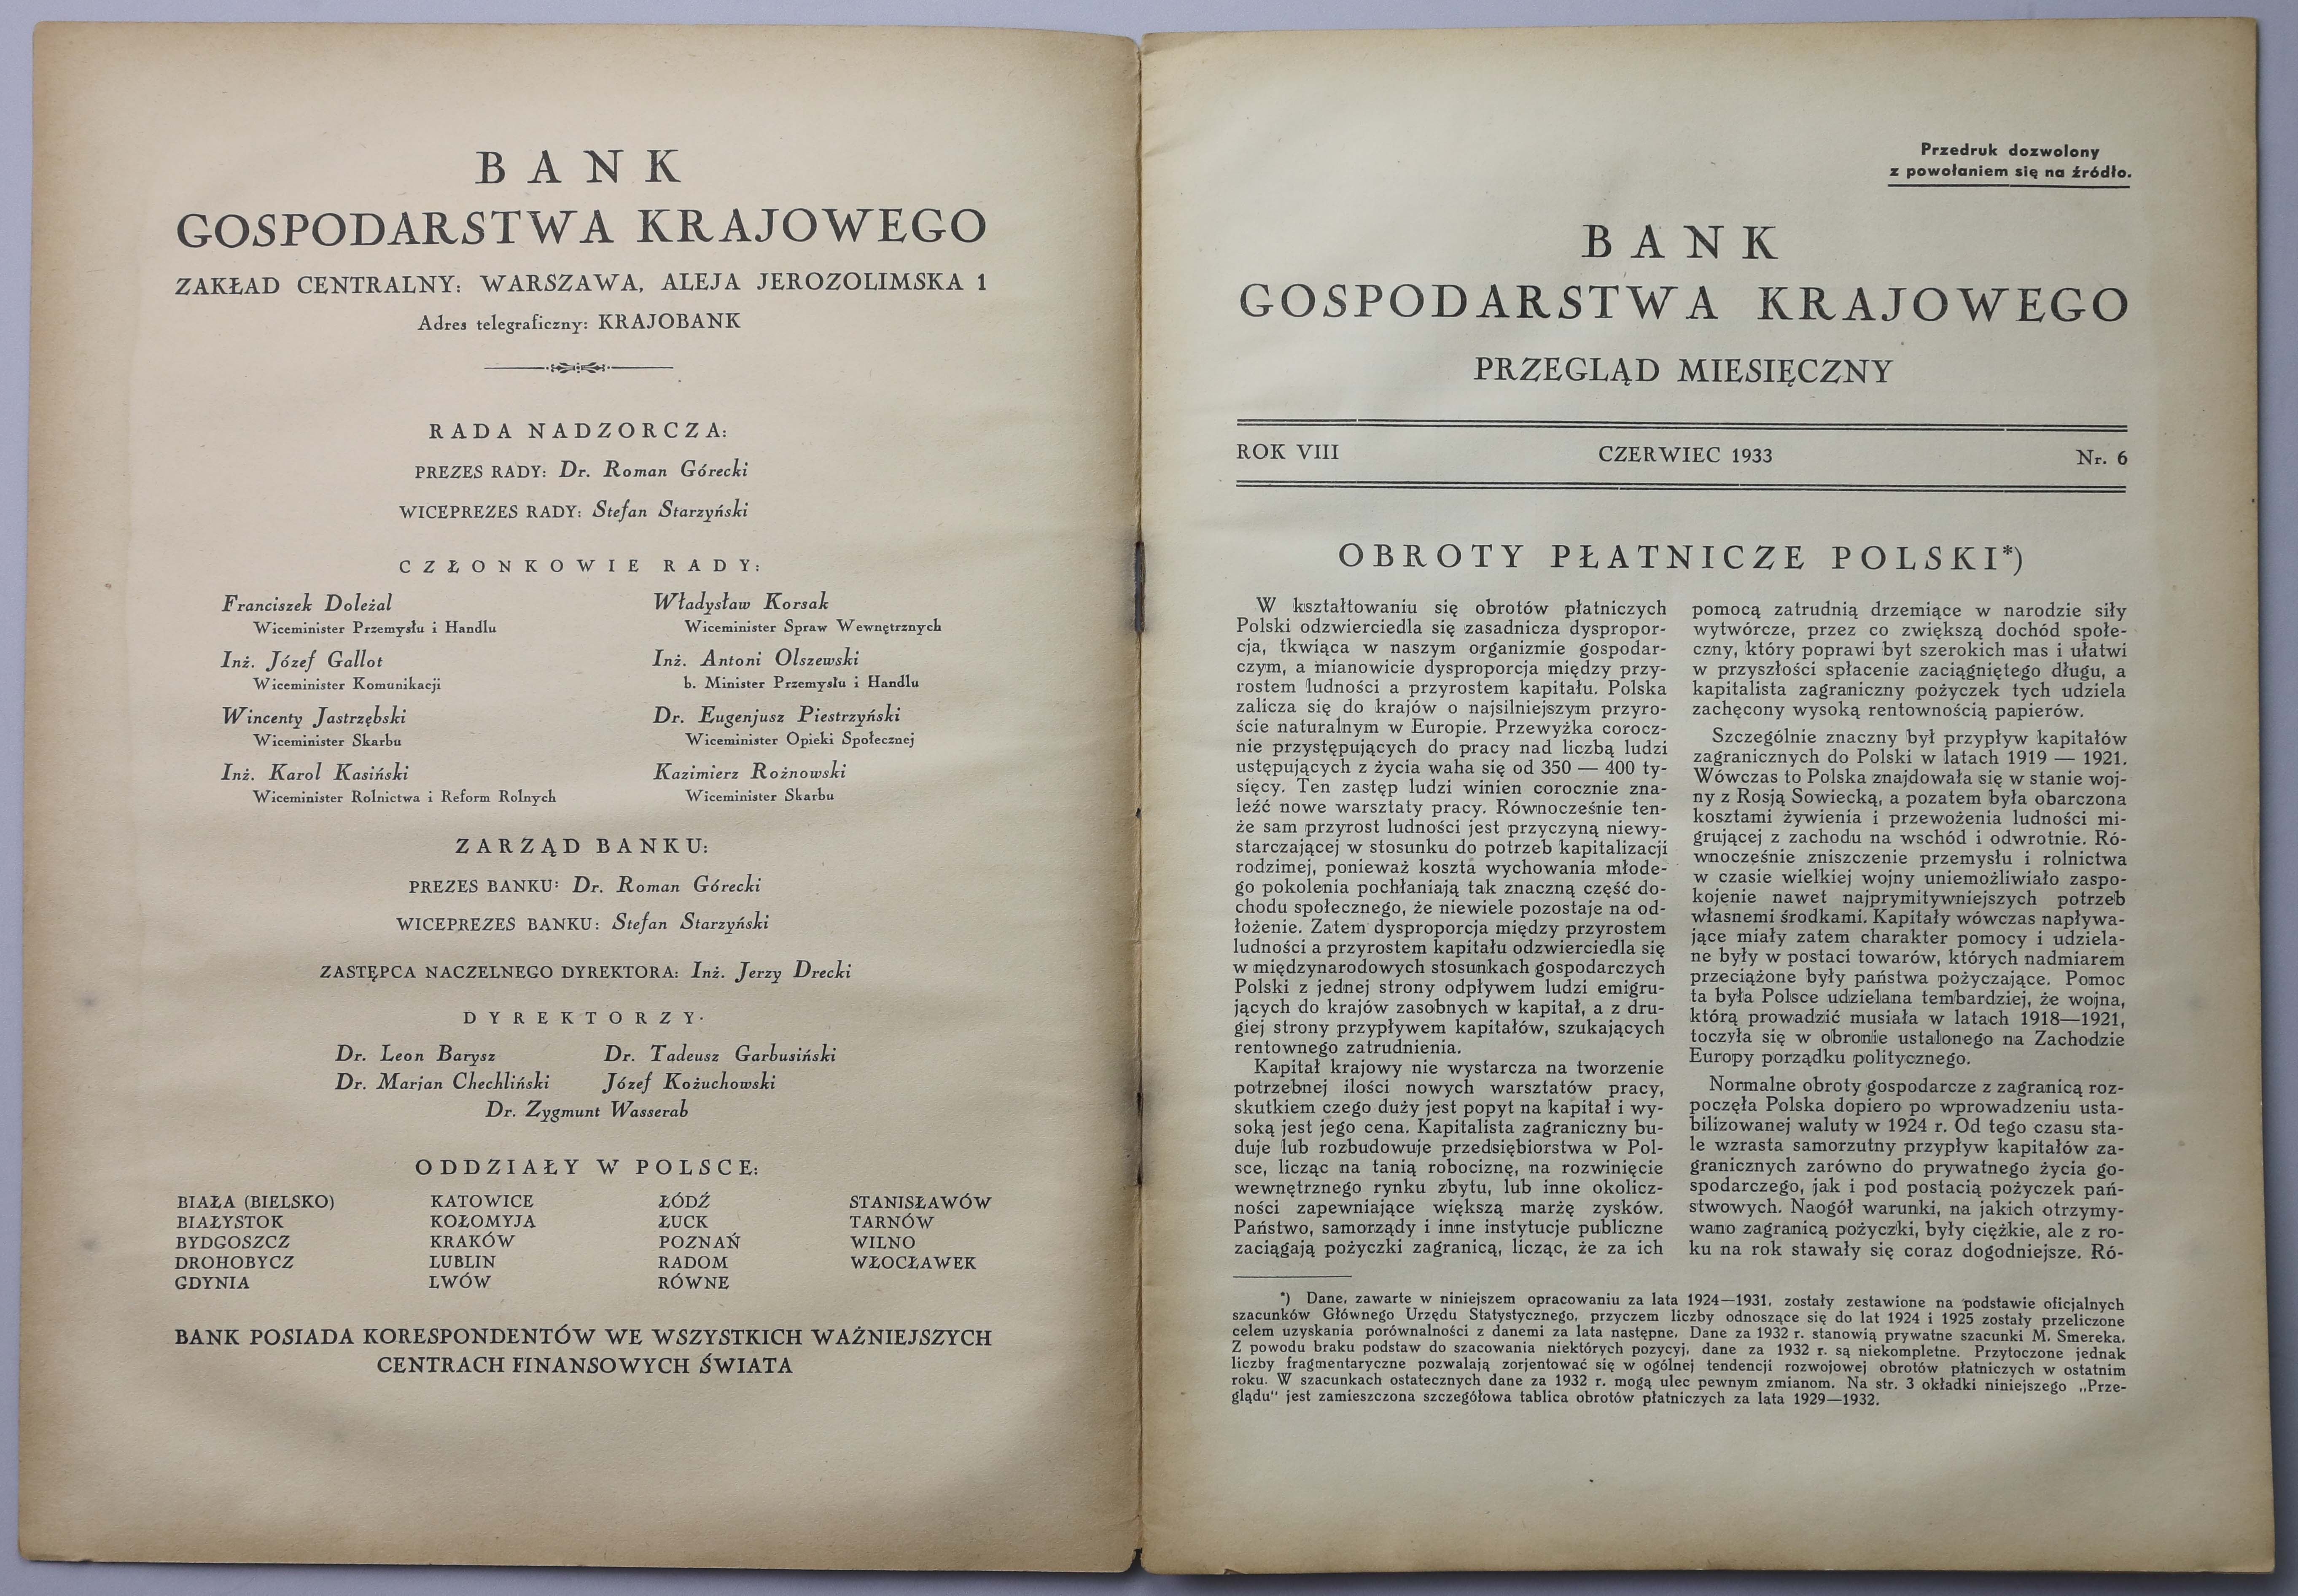 BANK
GOSPODARSTWA KRAJOWEGO
ZAKŁAD CENTRALNY: WARSZAWA, ALEJA JEROZOLIMSKA 1
Adres telegraficzny: KRAJOBANK
RADA NADZORCZA:
PREZES RADY: Dr. Roman Górecki
WICEPREZES RADY: Stefan Starzyński
CZŁONKOWIE RADY:
Franciszek Doleżal
Wiceminister Przemysłu i Handlu
Inż. Józef Gallot
Wiceminister Komunikacji
Wincenty Jastrzębski
Wiceminister Skarbu
Inż. Karol Kasiński
Wiceminister Rolnictwa i Reform Rolnych
Władysław Korsak
Wiceminister Spraw Wewnętrznych
Inż. Antoni Olszewski
b. Minister Przemysłu i Handlu
Dr. Eugenjusz Piestrzyński
Wiceminister Opieki Społecznej
Kazimierz Rożnowski
Wiceminister Skarbu
ZARZĄD BANKU:
PREZES BANKU: Dr. Roman Górecki
WICEPREZES BANKU: Stefan Starzyński
ZASTĘPCA NACZELNEGO DYREKTORA: Inż. Jerzy Drecki
DYREKTORZY:
Dr. Leon Barysz Dr. Tadeusz Garbusiński
Dr. Marjan Chechliński Józef Kożuchowski
Dr. Zygmunt Wasserab
ODDZIAŁY W POLSCE:
BIAŁA (BIELSKO) KATOWICE ŁÓDŹ STANISŁAWÓW
BIAŁYSTOK KOŁOMYJA ŁUCK TARNÓW
BYDGOSZCZ KRAKÓW POZNAŃ WILNO
DROHOBYCZ LUBLIN RADOM WŁOCŁAWEK
GDYNIA LWÓW RÓWNE
BANK POSIADA KORESPONDENTÓW WE WSZYSTKICH WAŻNIEJSZYCH
CENTRACH FINANSOWYCH ŚWIATA
Przedruk dozwolony
z powołaniem się na źródło.
BANK
GOSPODARSTWA KRAJOWEGO
PRZEGLĄD MIESIĘCZNY
ROK VIII CZERWIEC 1933 Nr. 6
OBROTY PŁATNICZE POLSKI*)
W kształtowaniu się obrotów płatniczych
Polski odzwierciedla się zasadnicza dyspropor-
cja, tkwiąca w naszym organizmie gospodar-
czym, a mianowicie dysproporcja między przy-
rostem ludności a przyrostem kapitału. Polska
zalicza się do krajów o najsilniejszym przyro-
ście naturalnym w Europie. Przewyżka corocz-
nie przystępujących do pracy nad liczbą ludzi
ustępujących z życia waha się od 350 — 400 ty-
sięcy. Ten zastęp ludzi winien corocznie zna-
leźć nowe warsztaty pracy. Równocześnie ten-
że sam przyrost ludności jest przyczyną niewy-
starczającej w stosunku do potrzeb kapitalizacji
rodzimej, ponieważ koszta wychowania młode-
go pokolenia pochłaniają tak znaczną część do-
chodu społecznego, że niewiele pozostaje na od-
łożenie. Zatem dysproporcja między przyrostem
ludności a przyrostem kapitału odzwierciedla się
w międzynarodowych stosunkach gospodarczych
Polski z jednej strony odpływem ludzi emigru-
jących do krajów zasobnych w kapitał, a z dru-
giej strony przypływem kapitałów, szukających
rentownego zatrudnienia.
Kapitał krajowy nie wystarcza na tworzenie
potrzebnej ilości nowych warsztatów pracy,
skutkiem czego duży jest popyt na kapitał i wy-
soką jest jego cena. Kapitalista zagraniczny bu-
duje lub rozbudowuje przedsiębiorstwa w Pol-
sce, licząc na tanią robociznę, na rozwinięcie
wewnętrznego rynku zbytu, lub inne okolicz-
ności zapewniające większą marżę zysków.
Państwo, samorządy i inne instytucje publiczne
zaciągają pożyczki zagranicą, licząc, że za ich
pomocą zatrudnią drzemiące w narodzie siły
wytwórcze, przez co zwiększą dochód społe-
czny, który poprawi byt szerokich mas i ułatwi
w przyszłości spłacenie zaciągniętego długu, a
kapitalista zagraniczny pożyczek tych udziela
zachęcony wysoką rentownością papierów.
Szczególnie znaczny był przypływ kapitałów
zagranicznych do Polski w latach 1919 — 1921.
Wówczas to Polska znajdowała się w stanie woj-
ny z Rosją Sowiecką, a pozatem była obarczona
kosztami żywienia i przewożenia ludności mi-
grującej z zachodu na wschód i odwrotnie. Ró-
wnocześnie zniszczenie przemysłu i rolnictwa
w czasie wielkiej wojny uniemożliwiało zaspo-
kojenie nawet najprymitywniejszych potrzeb
własnemi środkami. Kapitały wówczas napływa-
jące miały zatem charakter pomocy i udziela-
ne były w postaci towarów, których nadmiarem
przeciążone były państwa pożyczające. Pomoc
ta była Polsce udzielana tembardziej, że wojna,
którą prowadzić musiała w latach 1918—1921,
toczyła się w obronie ustalonego na Zachodzie
Europy porządku politycznego.
Normalne obroty gospodarcze z zagranicą roz-
poczęła Polska dopiero po wprowadzeniu usta-
bilizowanej waluty w 1924 r. Od tego czasu sta-
le wzrasta samorzutny przypływ kapitałów za-
granicznych zarówno do prywatnego życia go-
spodarczego, jak i pod postacią pożyczek pań-
stwowych. Naogół warunki, na jakich otrzymy-
wano zagranicą pożyczki, były ciężkie, ale z ro-
ku na rok stawały się coraz dogodniejsze. Ró-
*) Dane, zawarte w niniejszem opracowaniu za lata 1924—1931, zostały zestawione na podstawie oficjalnych
szacunków Głównego Urzędu Statystycznego, przyczem liczby odnoszące się do lat 1924 i 1925 zostały przeliczone
celem uzyskania porównalności z danemi za lata następne. Dane za 1932 r. stanowią prywatne szacunki M. Smereka.
Z powodu braku podstaw do szacowania niektórych pozycyj, dane za 1932 r. są niekompletne. Przytoczone jednak
liczby fragmentaryczne pozwalają zorjentować się w ogólnej tendencji rozwojowej obrotów płatniczych w ostatnim
roku. W szacunkach ostatecznych dane za 1932 r. mogą ulec pewnym zmianom. Na str. 3 okładki niniejszego „Prze-
glądu" jest zamieszczona szczegółowa tablica obrotów płatniczych za lata 1929—1932.